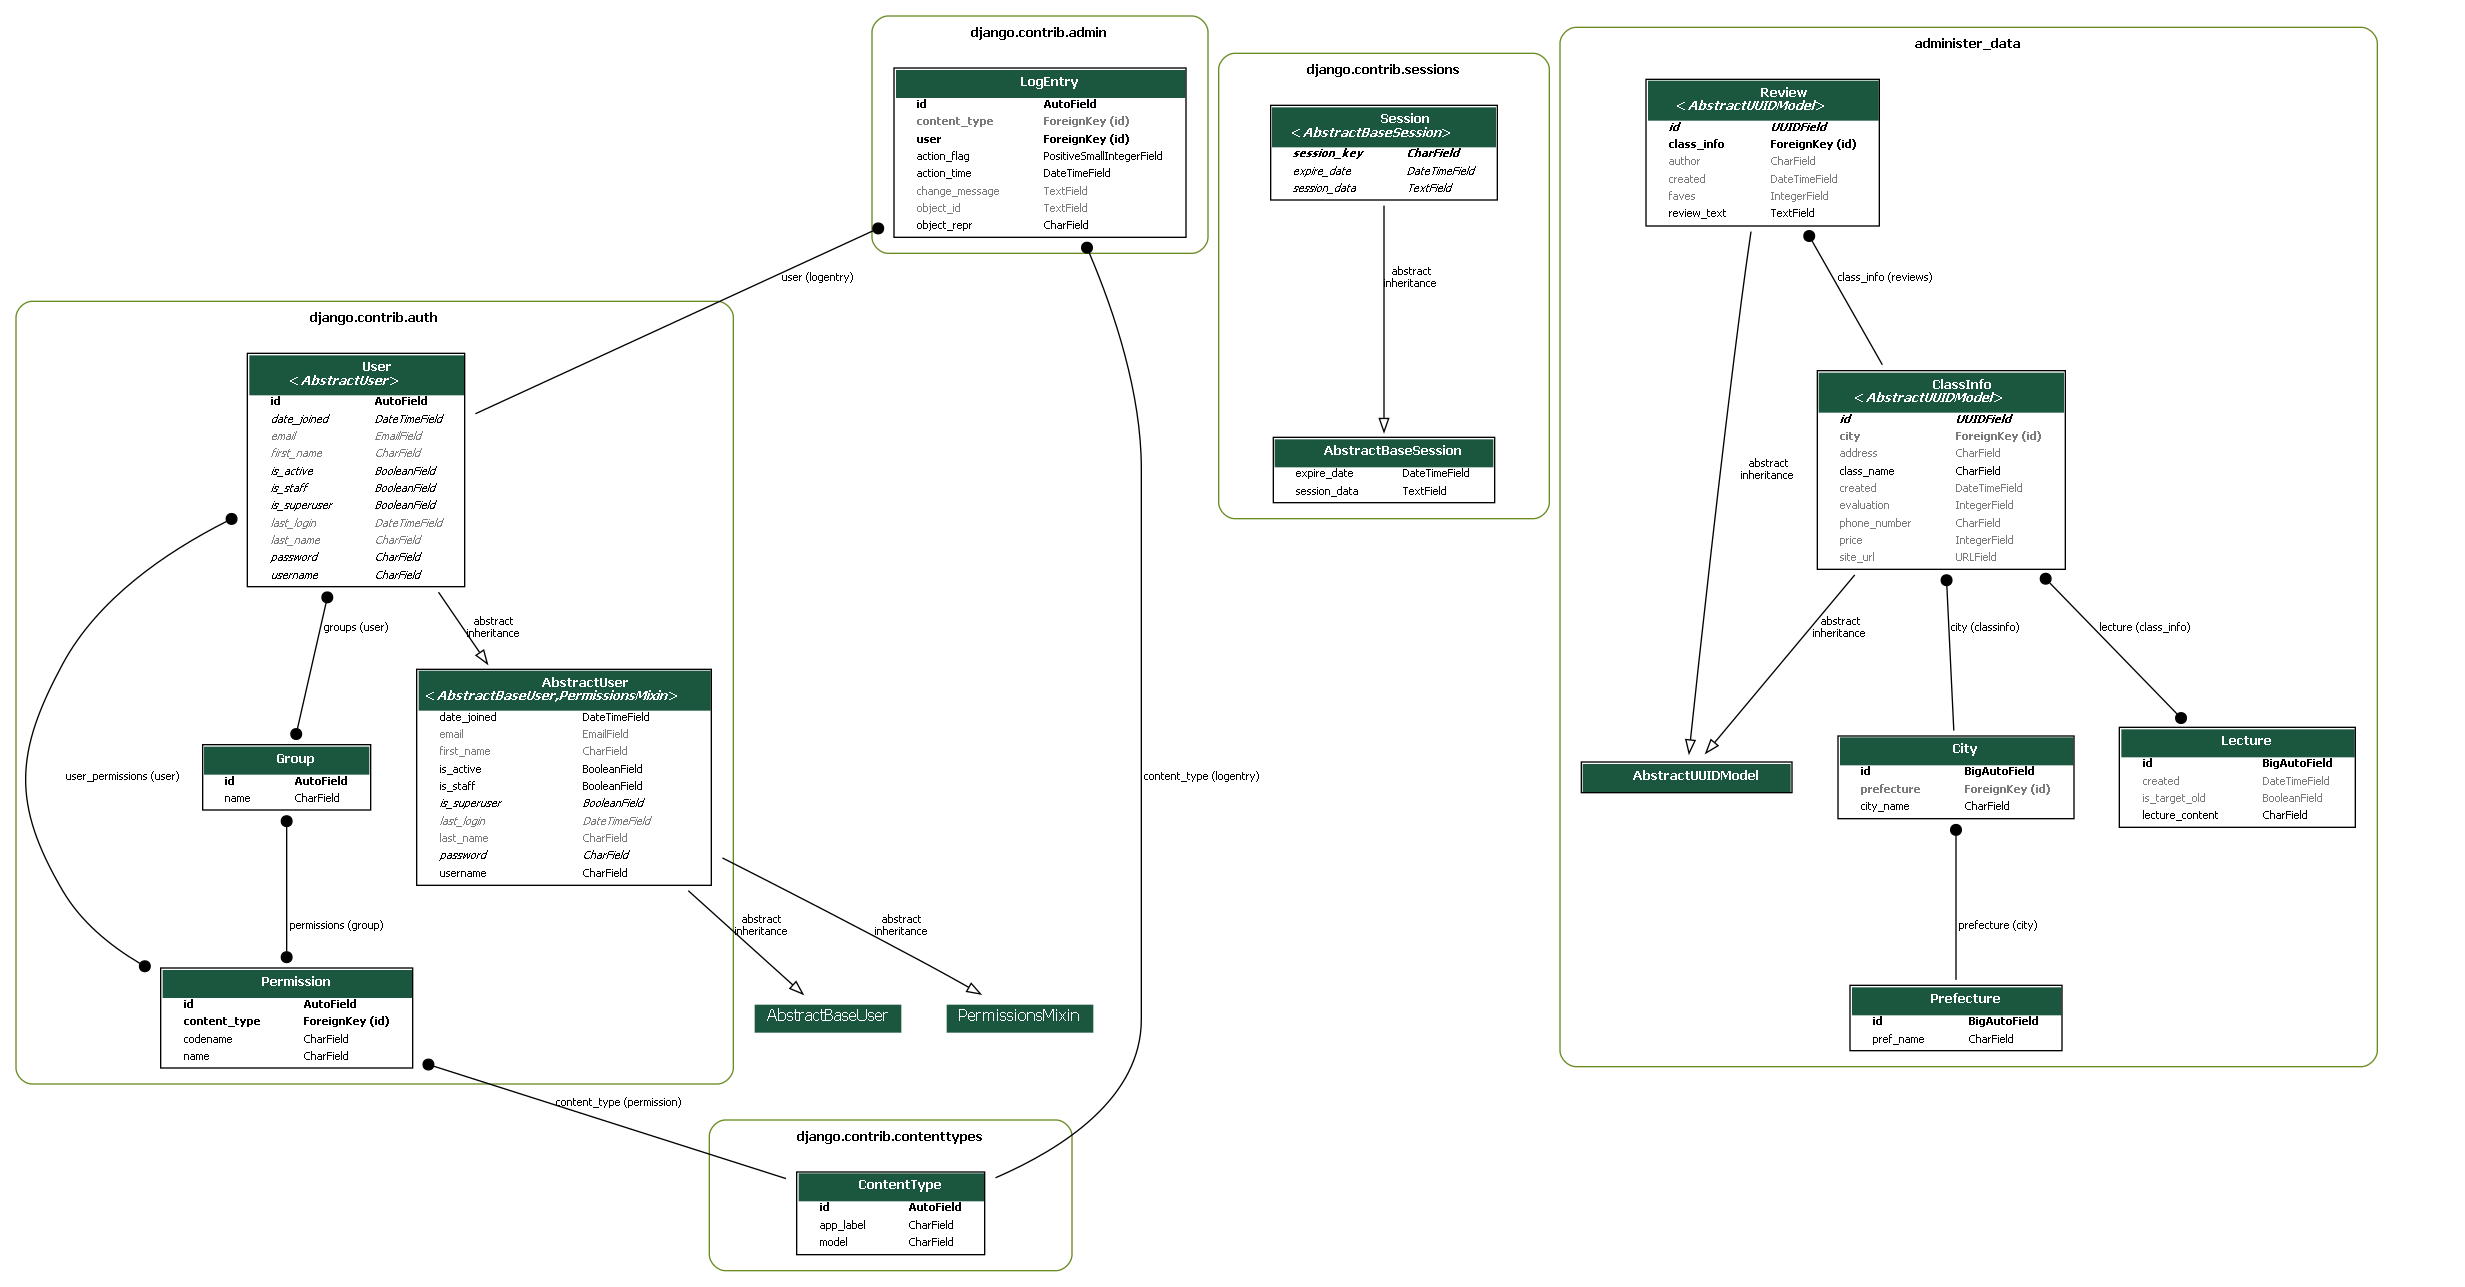 django.contrib.admin
LogEntry
id AutoField
content_type ForeignKey (id)
user ForeignKey (id)
action_flag PositiveSmallIntegerField
action_time DateTimeField
change_message TextField
object_id TextField
object_repr CharField
django.contrib.sessions
Session
<AbstractBaseSession>
session_key CharField
expire_date DateTimeField
session_data TextField
abstract
inheritance
AbstractBaseSession
expire_date DateTimeField
session_data TextField
administer_data
Review
<AbstractUUIDModel>
id UUIDField
class_info ForeignKey (id)
author CharField
created DateTimeField
faves IntegerField
review_text TextField
class_info (reviews)
abstract
inheritance
ClassInfo
<AbstractUUIDModel>
id UUIDField
city ForeignKey (id)
address CharField
class_name CharField
created DateTimeField
evaluation IntegerField
phone_number CharField
price IntegerField
site_url URLField
abstract
inheritance
city (classinfo)
lecture (class_info)
AbstractUUIDModel
City
id BigAutoField
prefecture ForeignKey (id)
city_name CharField
Lecture
id BigAutoField
created DateTimeField
is_target_old BooleanField
lecture_content CharField
prefecture (city)
Prefecture
id BigAutoField
pref_name CharField
user (logentry)
django.contrib.auth
User
<AbstractUser>
id AutoField
date_joined DateTimeField
email EmailField
first_name CharField
is_active BooleanField
is_staff BooleanField
is_superuser BooleanField
last_login DateTimeField
last_name CharField
password CharField
username CharField
groups (user)
abstract
inheritance
AbstractUser
<AbstractBaseUser,PermissionsMixin>
date_joined DateTimeField
email EmailField
first_name CharField
is_active BooleanField
is_staff BooleanField
is_superuser BooleanField
last_login DateTimeField
last_name CharField
password CharField
username CharField
Group
id AutoField
name CharField
user_permissions (user)
permissions (group)
abstract
inheritance
abstract
inheritance
content_type (logentry)
Permission
id AutoField
content_type ForeignKey (id)
codename CharField
name CharField
AbstractBaseUser
PermissionsMixin
content_type (permission)
django.contrib.contenttypes
ContentType
id AutoField
app_label CharField
model CharField